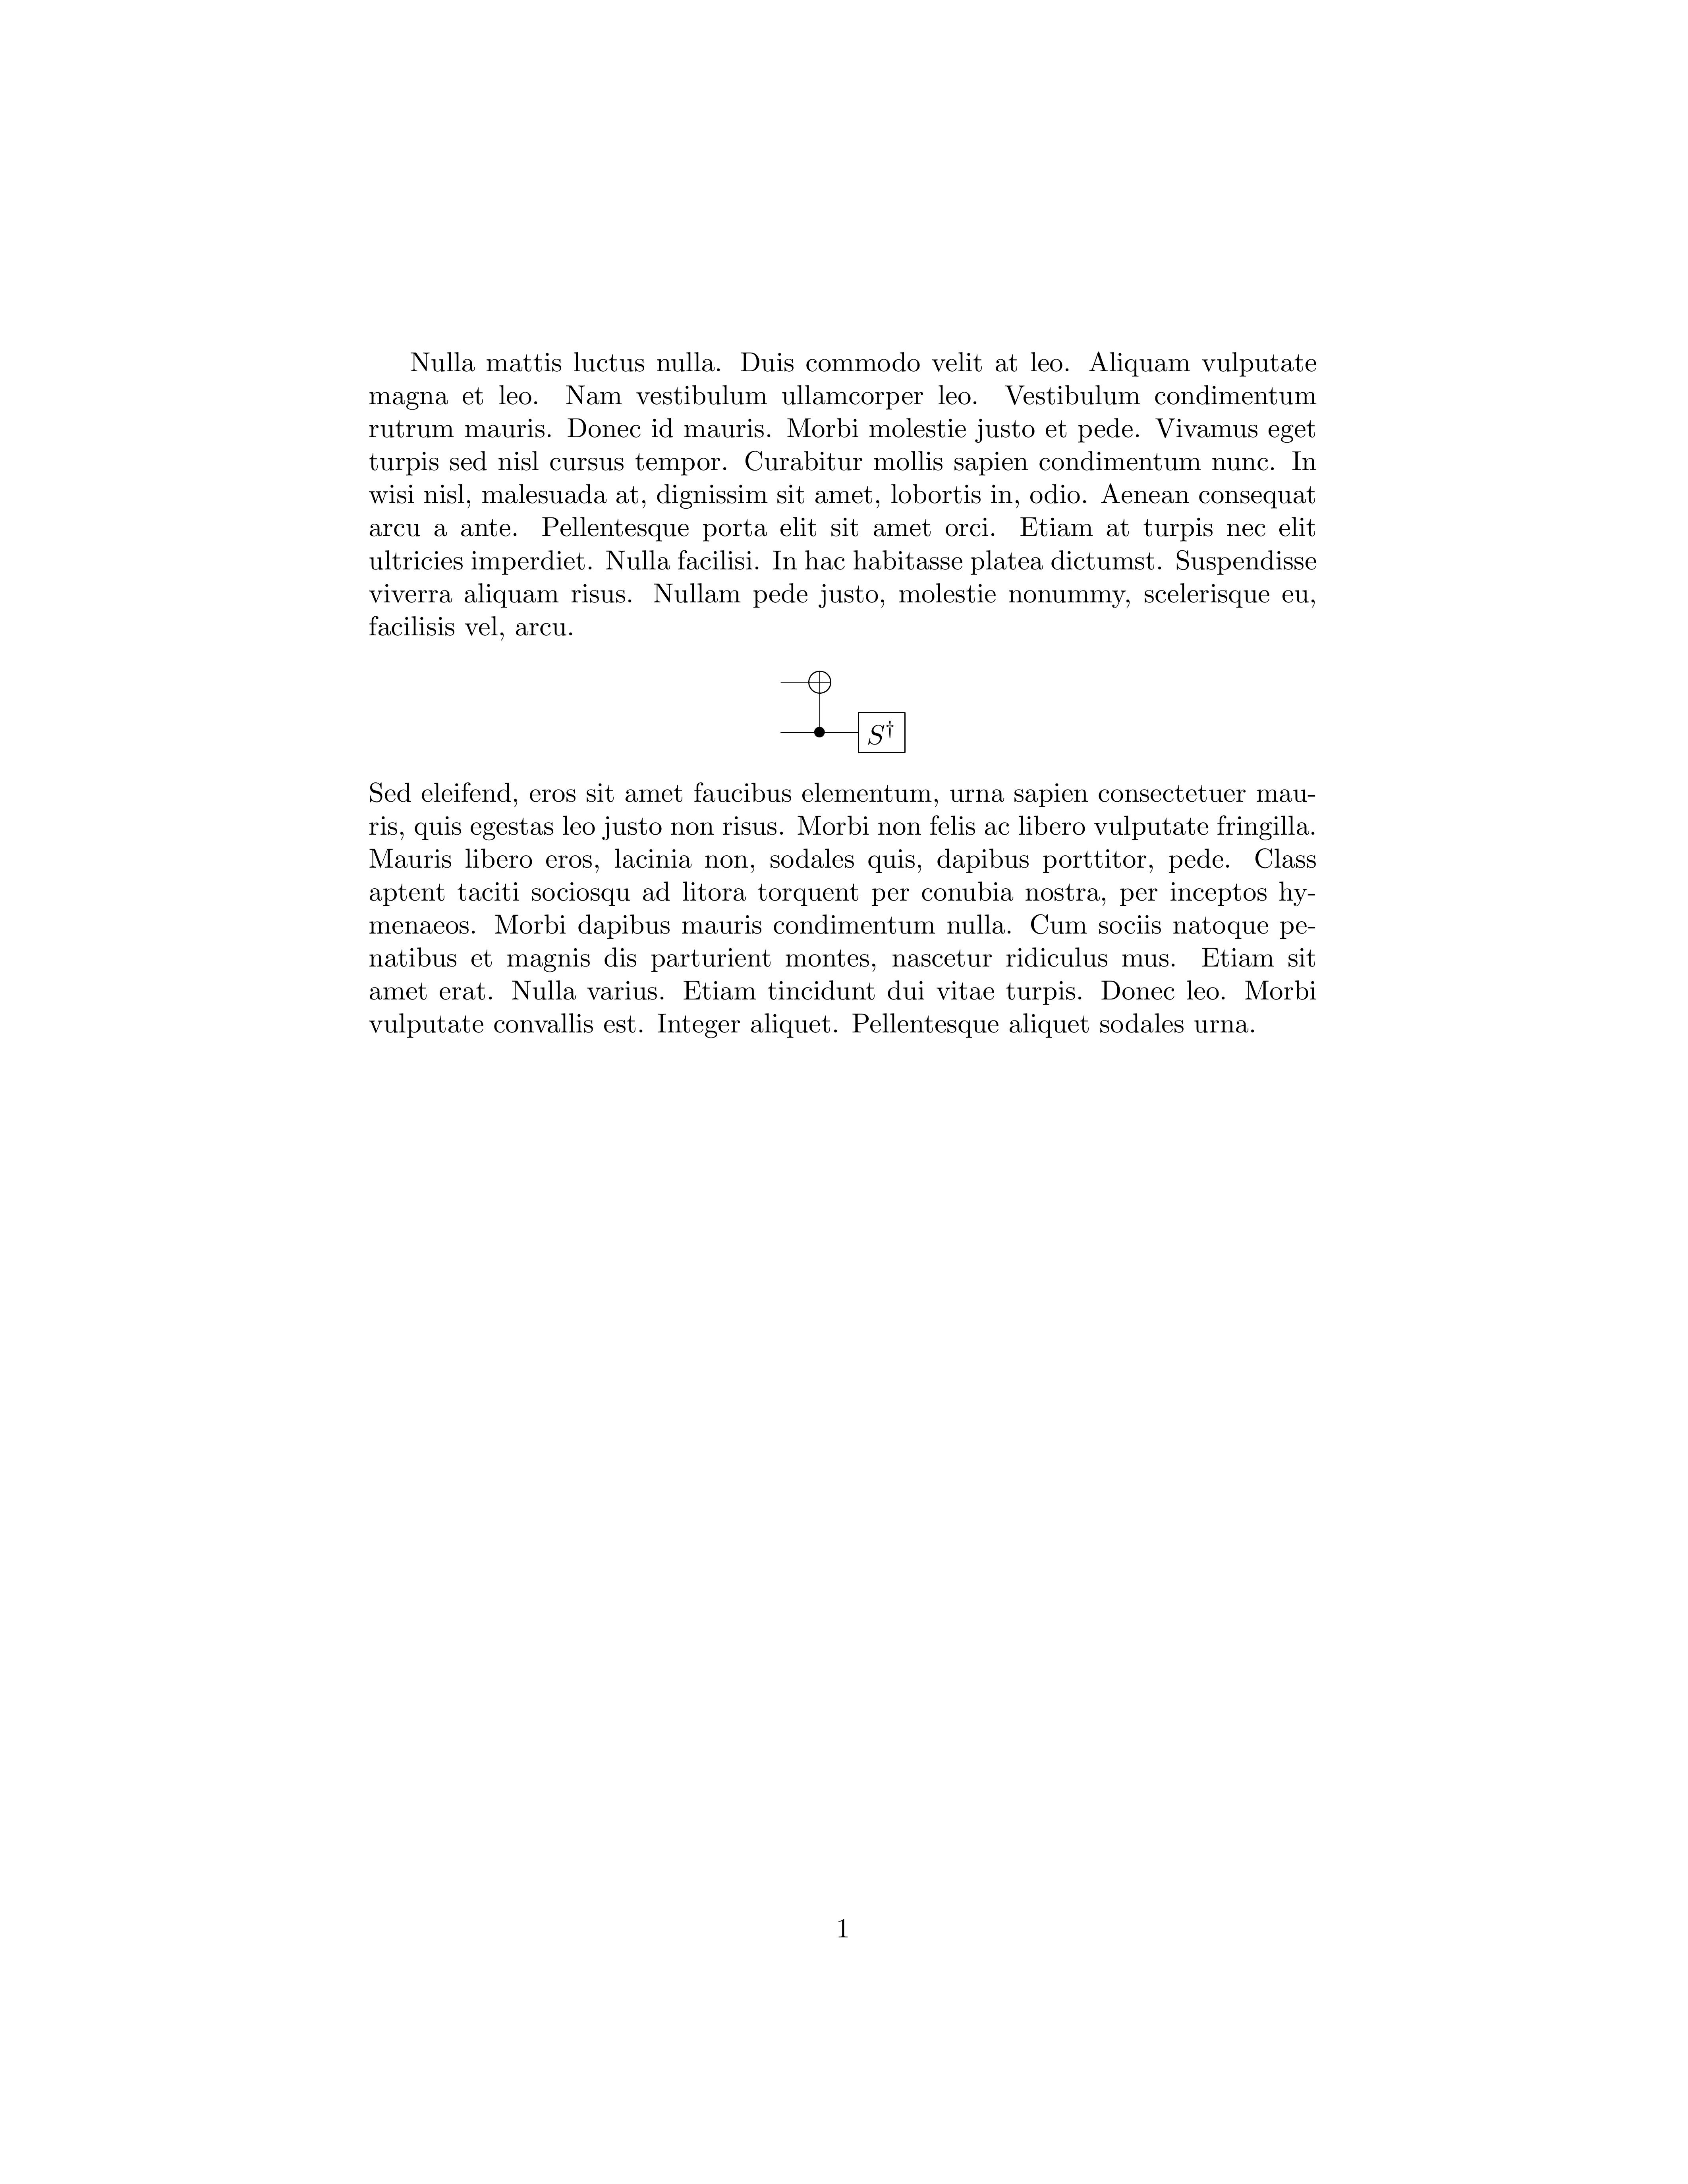 Nulla mattis luctus nulla. Duis commodo velit at leo. Aliquam vulputate
magna et leo. Nam vestibulum ullamcorper leo. Vestibulum condimentum
rutrum mauris. Donec id mauris. Morbi molestie justo et pede. Vivamus eget
turpis sed nisl cursus tempor. Curabitur mollis sapien condimentum nunc. In
wisi nisl, malesuada at, dignissim sit amet, lobortis in, odio. Aenean consequat
arcu a ante. Pellentesque porta elit sit amet orci. Etiam at turpis nec elit
ultricies imperdiet. Nulla facilisi. In hac habitasse platea dictumst. Suspendisse
viverra aliquam risus. Nullam pede justo, molestie nonummy, scelerisque eu,
facilisis vel, arcu.
S†
Sed eleifend, eros sit amet faucibus elementum, urna sapien consectetuer mau-
ris, quis egestas leo justo non risus. Morbi non felis ac libero vulputate fringilla.
Mauris libero eros, lacinia non, sodales quis, dapibus porttitor, pede. Class
aptent taciti sociosqu ad litora torquent per conubia nostra, per inceptos hy-
menaeos. Morbi dapibus mauris condimentum nulla. Cum sociis natoque pe-
natibus et magnis dis parturient montes, nascetur ridiculus mus. Etiam sit
amet erat. Nulla varius. Etiam tincidunt dui vitae turpis. Donec leo. Morbi
vulputate convallis est. Integer aliquet. Pellentesque aliquet sodales urna.
1